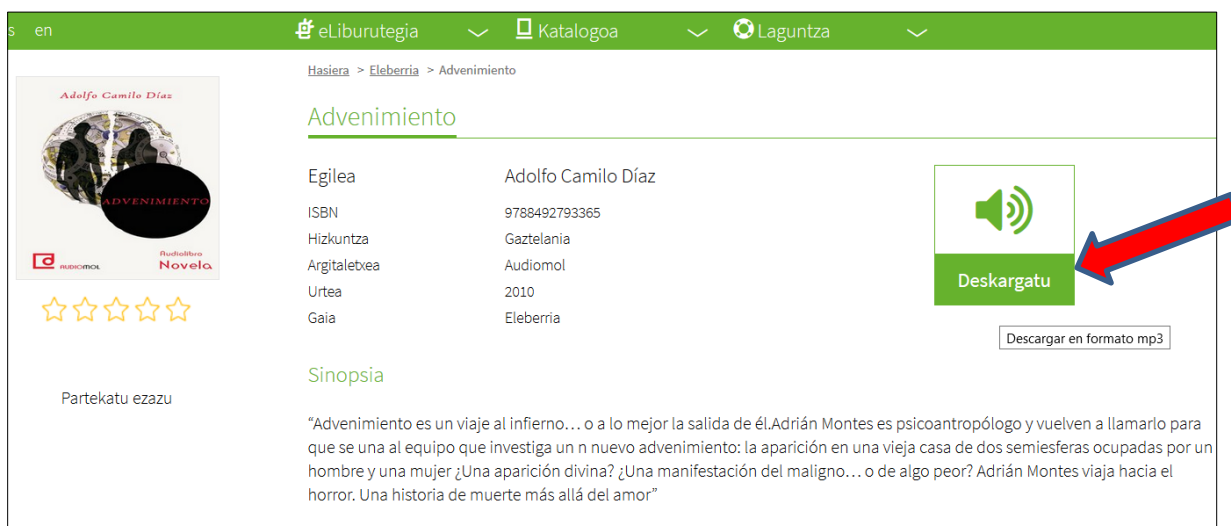 s en eLiburutegia Katalogoa Laguntza
Hasiera > Eleberria > Advenimiento
Adolfo Camilo Díaz
ADVENIMIENTO
AUDIOMOL
Audiolibro
Novela
Partekatu ezazu
Advenimiento
Egilea Adolfo Camilo Díaz
ISBN 9788492793365
Hizkuntza Gaztelania
Argitaletxea Audiomol
Urtea 2010
Gaia Eleberria
Deskargatu
Descargar en formato mp3
Sinopsia
“Advenimiento es un viaje al infierno... o a lo mejor la salida de él.Adrián Montes es psicoantropólogo y vuelven a llamarlo para
que se una al equipo que investiga un n nuevo advenimiento: la aparición en una vieja casa de dos semiesferas ocupadas por un
hombre y una mujer ¿Una aparición divina? ¿Una manifestación del maligno... o de algo peor? Adrián Montes viaja hacia el
horror. Una historia de muerte más allá del amor”